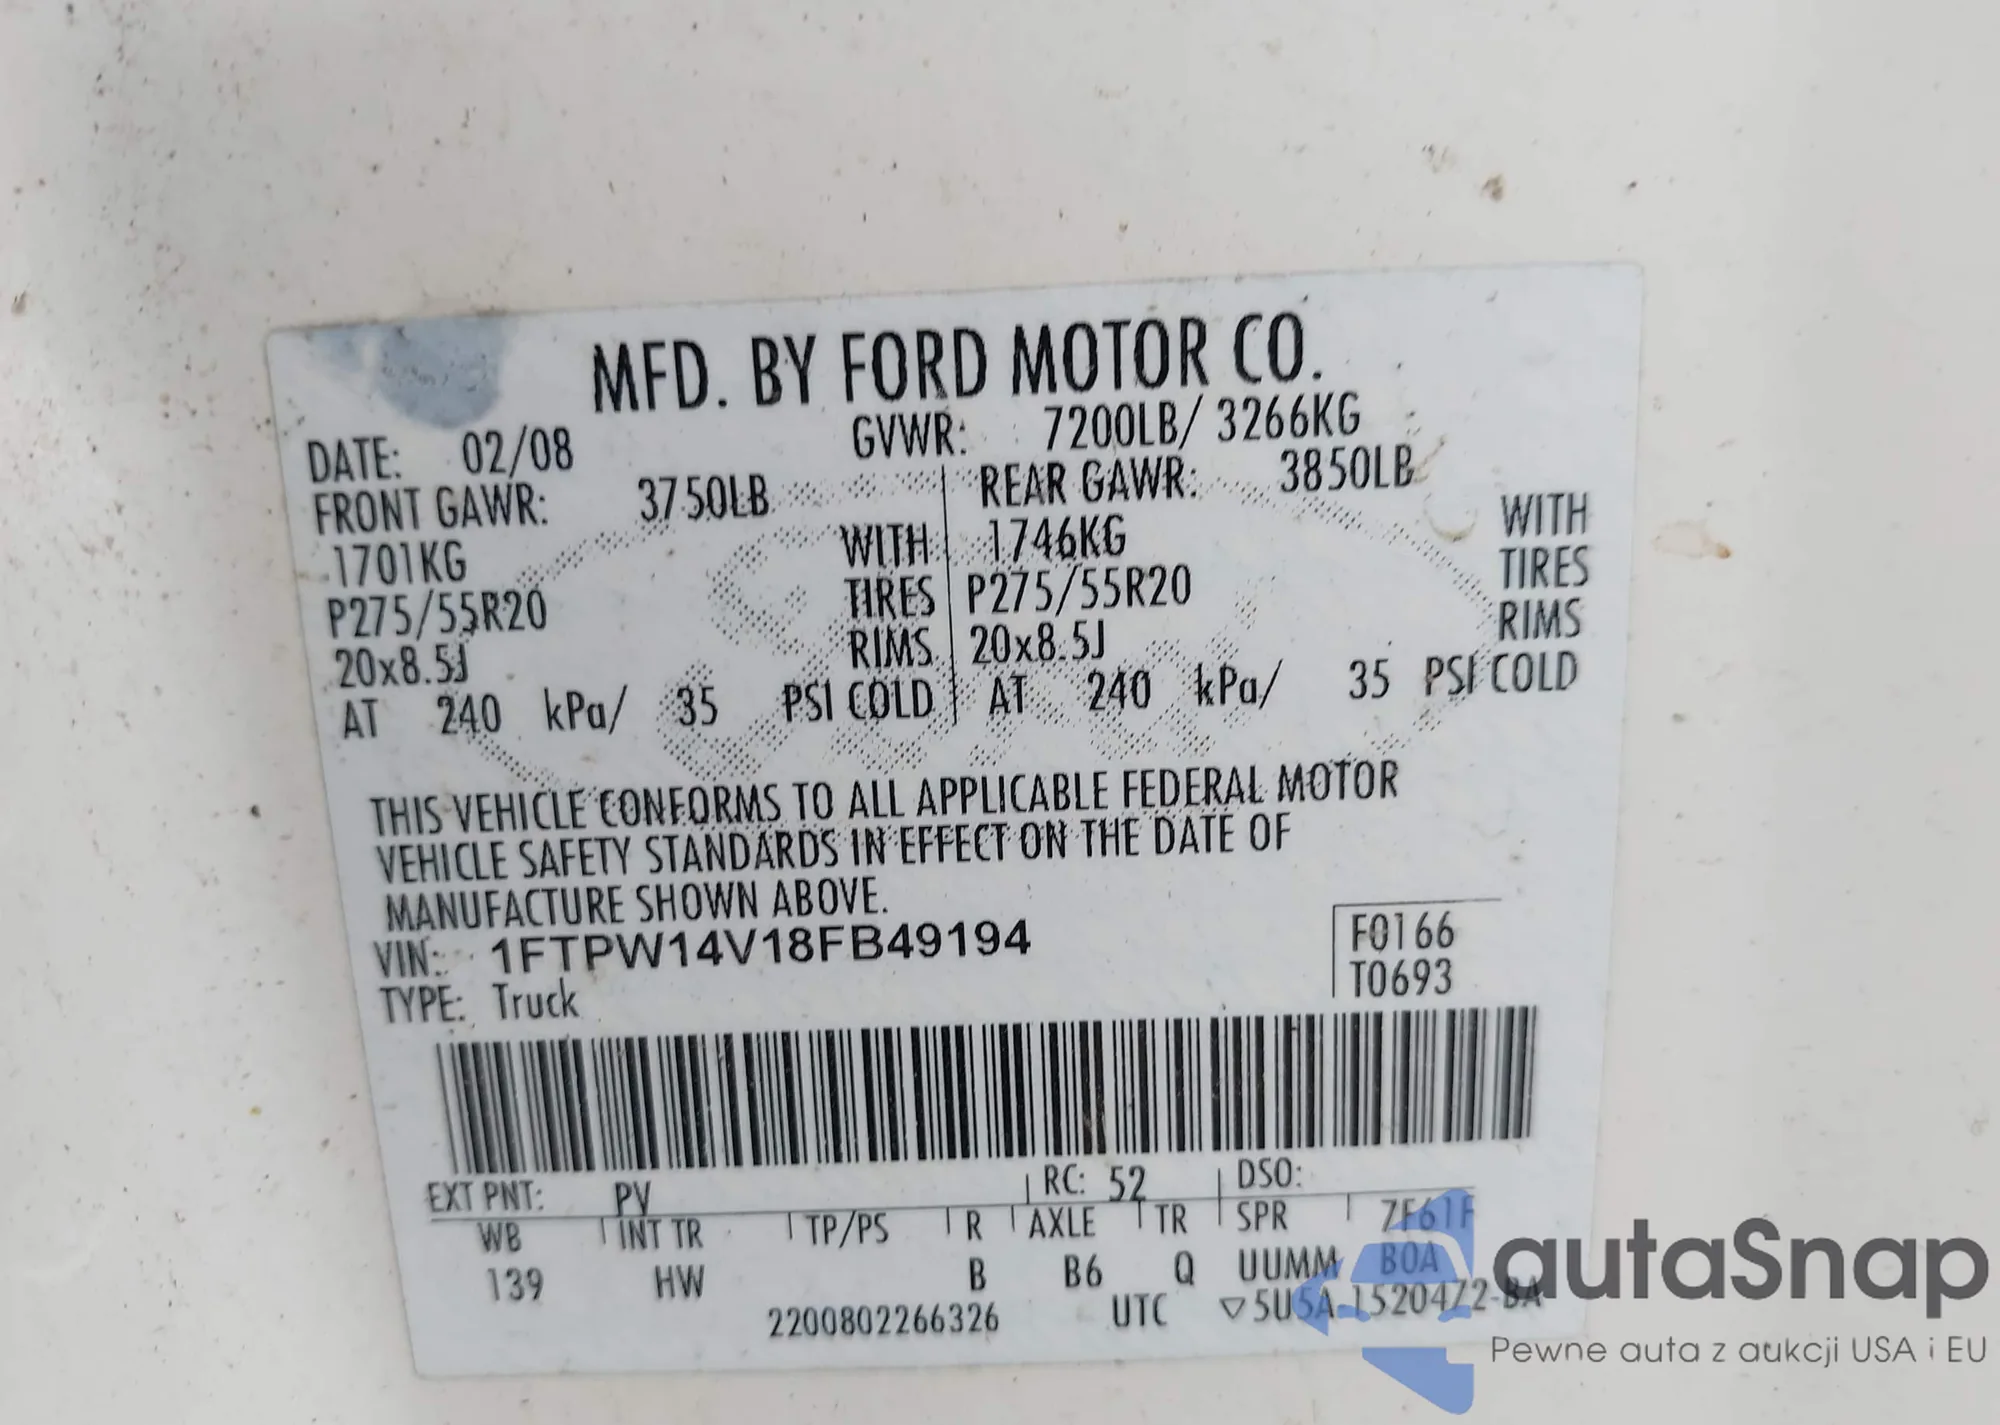 MFD. BY FORD MOTOR CO.
DATE: 02/08 GVWR: 7200LB/ 3266KG
FRONT GAWR: 3750LB REAR GAWR: 3850LB
1701KG WITH 1746KG WITH
P275/55R20 TIRES P275/55R20 TIRES
20x8.5J RIMS 20x8.5J RIMS
AT 240 kPa/ 35 PSI COLD AT 240 kPa/ 35 PSI COLD
THIS VEHICLE CONFORMS TO ALL APPLICABLE FEDERAL MOTOR
VEHICLE SAFETY STANDARDS IN EFFECT ON THE DATE OF
MANUFACTURE SHOWN ABOVE.
VIN: 1FTPW14V18FB49194 F0166
TYPE: Truck T0693
EXT PNT: PV RC: 52 DSO:
WB INT TR TP/PS R AXLE TR SPR 7F61F
139 HW B B6 Q UUMM BOA
2200802266326 UTC ▽5U5A-1520472-BA
autaSnap
Pewne auta z aukcji USA i EU